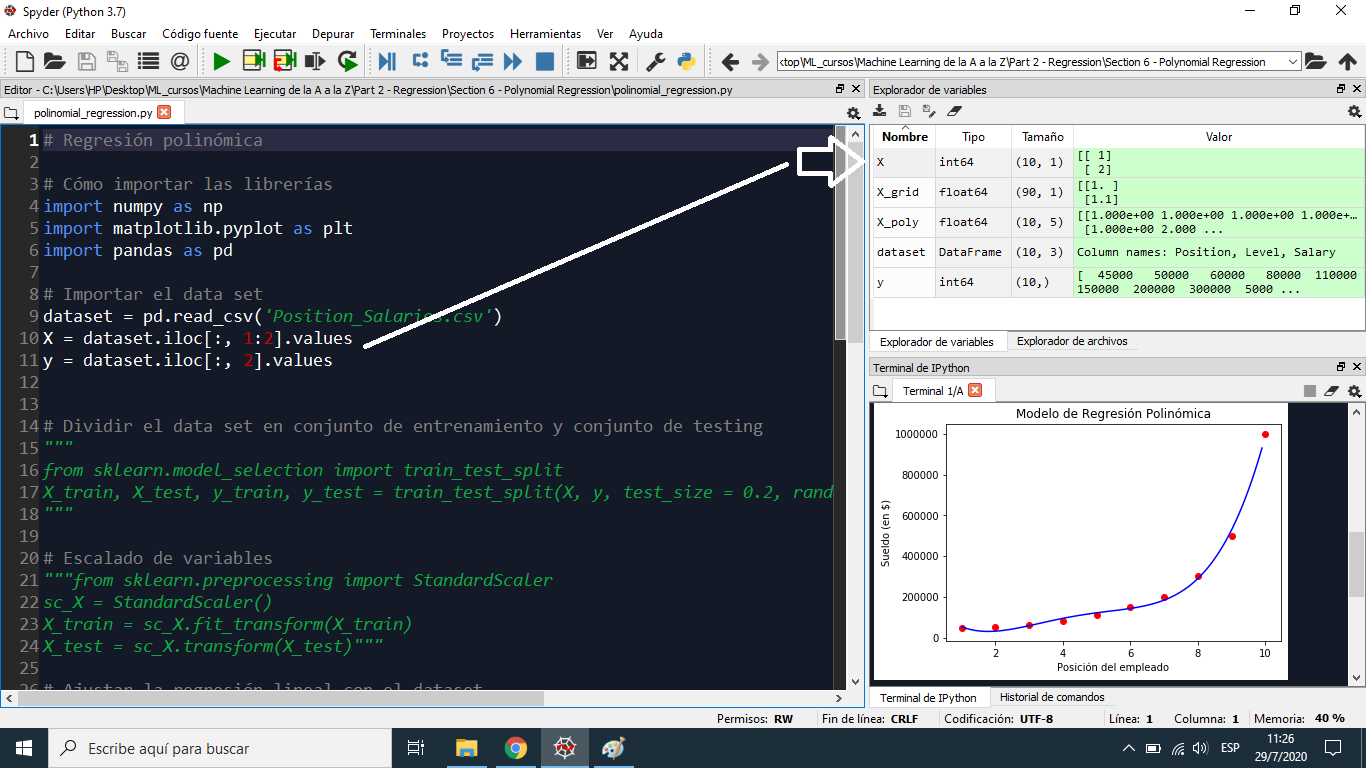 Spyder (Python 3.7)
Archivo Editar Buscar Código fuente Ejecutar Depurar Terminales Proyectos Herramientas Ver Ayuda
‹top\ML_cursos\Machine Learning de la A a la Z\Part 2 - Regression\Section 6 - Polynomial Regression
Editor - C:\Users\HP\Desktop\ML_cursos\Machine Learning de la A a la Z\Part 2 - Regression\Section 6 - Polynomial Regression\polinomial_regression.py
polinomial_regression.py
1 # Regresión polinómica
2
3 # Cómo importar las librerías
4 import numpy as np
5 import matplotlib.pyplot as plt
6 import pandas as pd
7
8 # Importar el data set
9 dataset = pd.read_csv('Position_Salaries.csv')
10 X = dataset.iloc[:, 1:2].values
11 y = dataset.iloc[:, 2].values
12
13
14 # Dividir el data set en conjunto de entrenamiento y conjunto de testing
15 """
16 from sklearn.model_selection import train_test_split
17 X_train, X_test, y_train, y_test = train_test_split(X, y, test_size = 0.2, rand
18 """
19
20 # Escalado de variables
21 """from sklearn.preprocessing import StandardScaler
22 sc_X = StandardScaler()
23 X_train = sc_X.fit_transform(X_train)
24 X_test = sc_X.transform(X_test)"""
25
26 # Ajustar la regresión lineal con el dataset
Explorador de variables
Nombre Tipo Tamaño Valor
X int64 (10, 1) [[ 1]
[ 2]
X_grid float64 (90, 1) [[1. ]
[1.1]
X_poly float64 (10, 5) [[1.000e+00 1.000e+00 1.000e+00 1.000e+…
[1.000e+00 2.000 ...
dataset DataFrame (10, 3) Column names: Position, Level, Salary
y int64 (10,) [ 45000 50000 60000 80000 110000
150000 200000 300000 5000 ...
Explorador de variables Explorador de archivos
Terminal de IPython
Terminal 1/A
Modelo de Regresión Polinómica
1000000
800000
600000
400000
200000
0
Sueldo (en $)
2 4 6 8 10
Posición del empleado
Terminal de IPython Historial de comandos
Permisos: RW Fin de línea: CRLF Codificación: UTF-8 Línea: 1 Columna: 1 Memoria: 40 %
Escribe aquí para buscar
ESP
11:26
29/7/2020